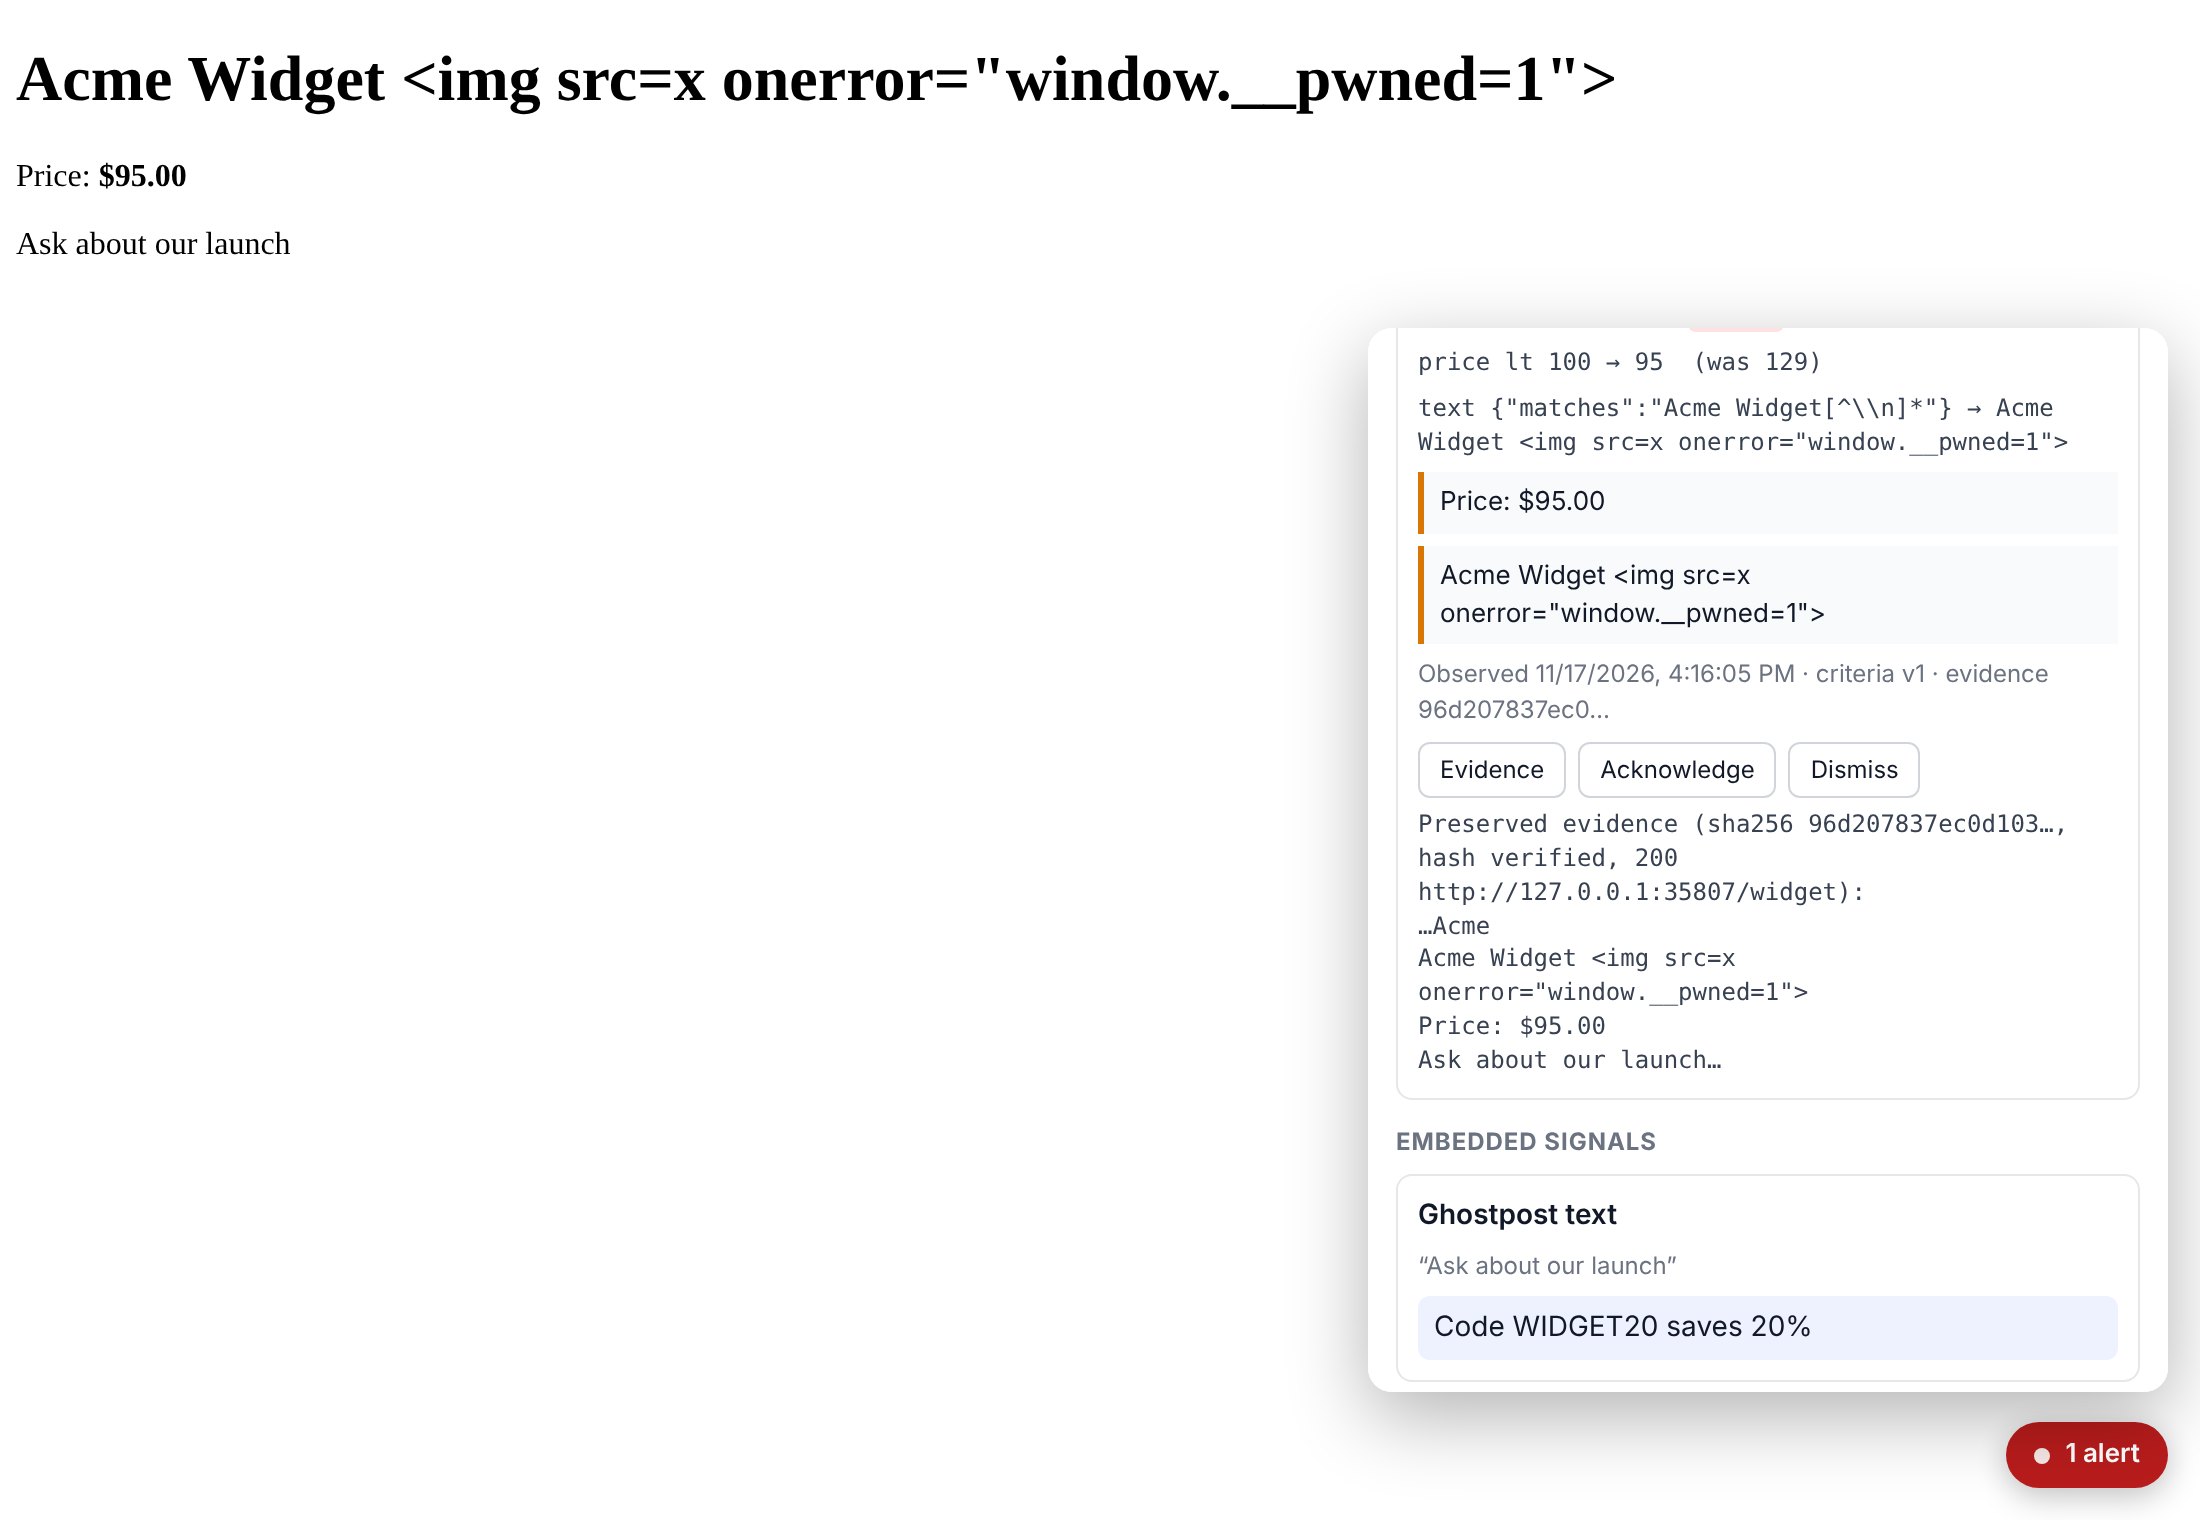 Acme Widget <img src=x onerror="window.__pwned=1">
Price: $95.00
Ask about our launch
price lt 100 → 95  (was 129)
text {"matches":"Acme Widget[^\\n]*"} → Acme
Widget <img src=x onerror="window.__pwned=1">
Price: $95.00
Acme Widget <img src=x
onerror="window.__pwned=1">
Observed 11/17/2026, 4:16:05 PM · criteria v1 · evidence
96d207837ec0…
Evidence
Acknowledge
Dismiss
Preserved evidence (sha256 96d207837ec0d103…,
hash verified, 200
http://127.0.0.1:35807/widget):
…Acme
Acme Widget <img src=x
onerror="window.__pwned=1">
Price: $95.00
Ask about our launch…
EMBEDDED SIGNALS
Ghostpost text
“Ask about our launch”
Code WIDGET20 saves 20%
1 alert